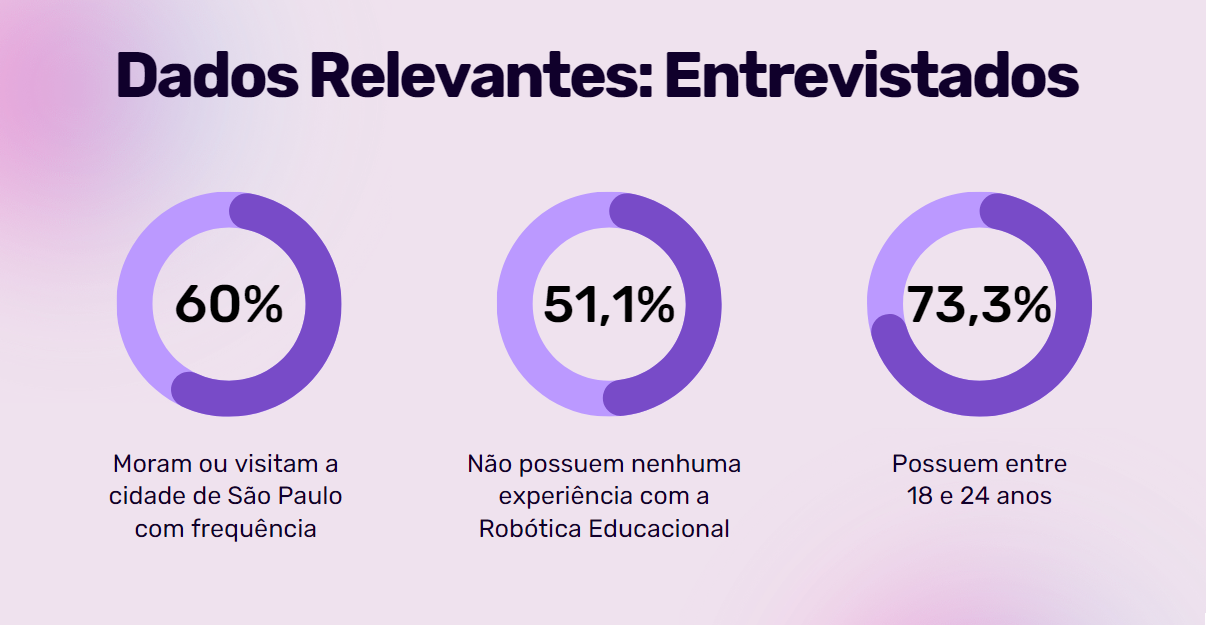 Dados Relevantes: Entrevistados
60%
51,1%
73,3%
Moram ou visitam a
cidade de São Paulo
com frequência
Não possuem nenhuma
experiência com a
Robótica Educacional
Possuem entre
18 e 24 anos